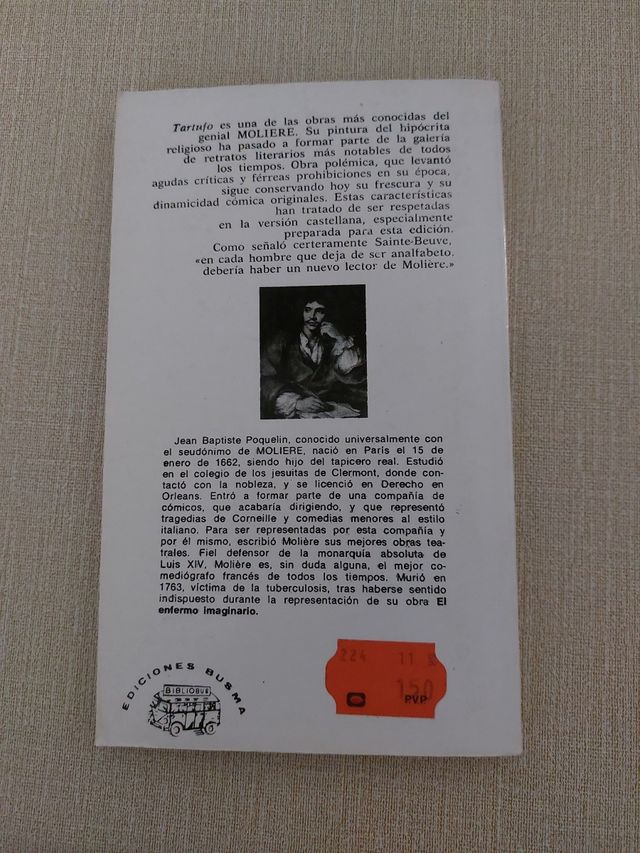 Tartufo es una de las obras más conocidas del
genial MOLIERE. Su pintura del hipócrita
religioso ha pasado a formar parte de la galería
de retratos literarios más notables de todos
los tiempos. Obra polémica, que levantó
agudas críticas y férreas prohibiciones en su época,
sigue conservando hoy su frescura y su
dinamicidad cómica originales. Estas características
han tratado de ser respetadas
en la versión castellana, especialmente
preparada para esta edición.
Como señaló certeramente Sainte-Beuve,
«en cada hombre que deja de ser analfabeto,
debería haber un nuevo lector de Molière.»
Jean Baptiste Poquelin, conocido universalmente con
el seudónimo de MOLIERE, nació en París el 15 de
enero de 1662, siendo hijo del tapicero real. Estudió
en el colegio de los jesuitas de Clermont, donde con-
tactó con la nobleza, y se licenció en Derecho en
Orleans. Entró a formar parte de una compañía de
cómicos, que acabaría dirigiendo, y que representó
tragedias de Corneille y comedias menores al estilo
italiano. Para ser representadas por esta compañía y
por él mismo, escribió Molière sus mejores obras tea-
trales. Fiel defensor de la monarquía absoluta de
Luis XIV, Molière es, sin duda alguna, el mejor co-
mediógrafo francés de todos los tiempos. Murió en
1763, víctima de la tuberculosis, tras haberse sentido
indispuesto durante la representación de su obra El
enfermo imaginario.
EDICIONES BUSMA
BIBLIOBUS
224 11
150
PVP